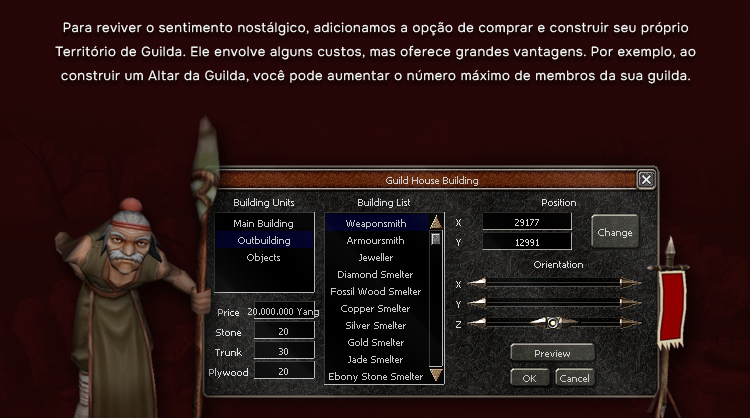 Para reviver o sentimento nostálgico, adicionamos a opção de comprar e construir seu próprio
Território de Guilda. Ele envolve alguns custos, mas oferece grandes vantagens. Por exemplo, ao
construir um Altar da Guilda, você pode aumentar o número máximo de membros da sua guilda.
Guild House Building
Building Units
Main Building
Outbuilding
Objects
Price 20.000.000 Yang
Stone 20
Trunk 30
Plywood 20
Building List
Weaponsmith
Armoursmith
Jeweller
Diamond Smelter
Fossil Wood Smelter
Copper Smelter
Silver Smelter
Gold Smelter
Jade Smelter
Ebony Stone Smelter
Position
X 29177
Y 12991
Change
Orientation
X
Y
Z
Preview
OK Cancel